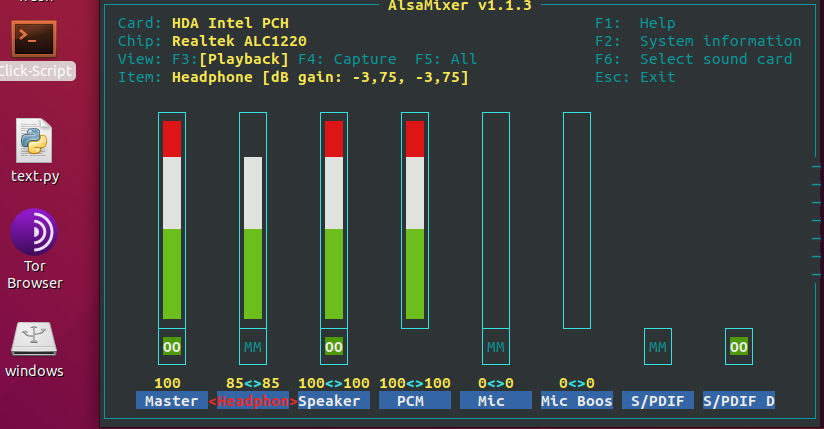 AlsaMixer v1.1.3
Card: HDA Intel PCH F1: Help
Chip: Realtek ALC1220 F2: System information
View: F3:[Playback] F4: Capture F5: All F6: Select sound card
Item: Headphone [dB gain: -3,75, -3,75] Esc: Exit
Click-Script
text.py
Tor
Browser
windows
OO MM OO MM MM OO
100 85<>85 100<>100 100<>100 0<>0 0<>0
Master <Headphon> Speaker PCM Mic Mic Boos S/PDIF S/PDIF D